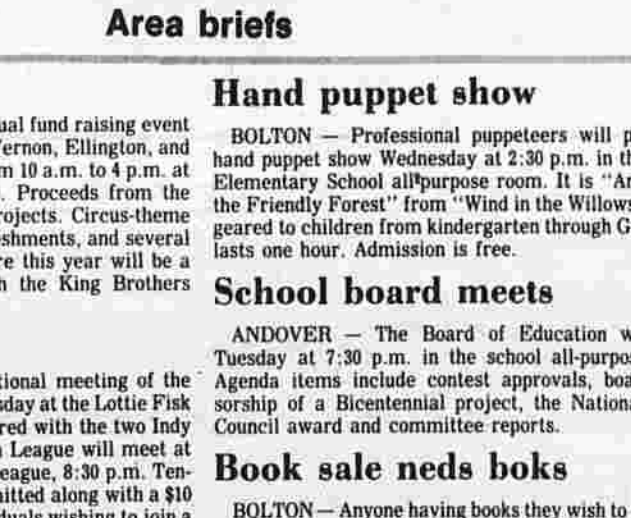 Area briefs
ual fund raising event
ernon, Ellington, and
m 10 a.m. to 4 p.m. at
. Proceeds from the
rojects. Circus-theme
shments, and several
re this year will be a
h the King Brothers
tional meeting of the
sday at the Lottie Fisk
red with the two Indy
League will meet at
eague, 8:30 p.m. Ten-
itted along with a $10
duals wishing to join a
Hand puppet show
BOLTON — Professional puppeteers will p
hand puppet show Wednesday at 2:30 p.m. in th
Elementary School all-purpose room. It is "Ar
the Friendly Forest" from "Wind in the Willows
geared to children from kindergarten through G
lasts one hour. Admission is free.
School board meets
ANDOVER — The Board of Education w
Tuesday at 7:30 p.m. in the school all-purpos
Agenda items include contest approvals, boa
sorship of a Bicentennial project, the Nationa
Council award and committee reports.
Book sale neds boks
BOLTON — Anyone having books they wish to